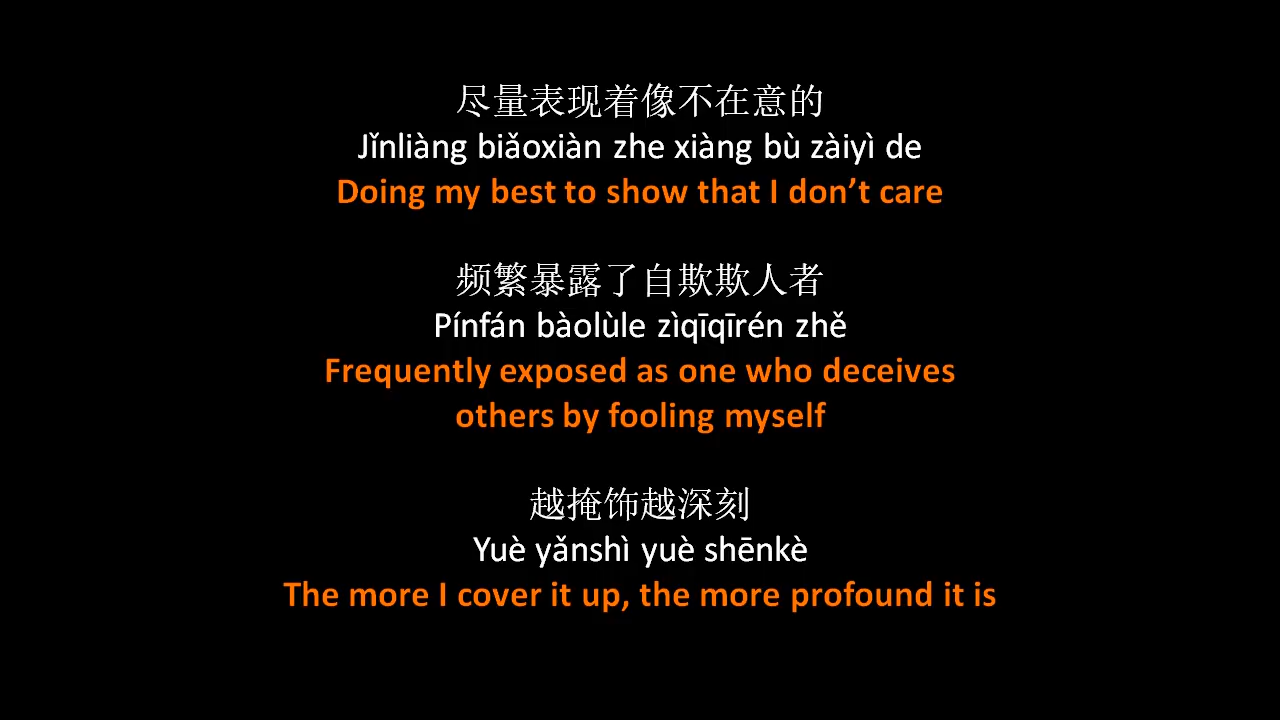 尽量表现着像不在意的
Jǐnliàng biǎoxiàn zhe xiàng bù zàiyì de
Doing my best to show that I don’t care
频繁暴露了自欺欺人者
Pínfán bàolùle zìqīqīrén zhě
Frequently exposed as one who deceives
others by fooling myself
越掩饰越深刻
Yuè yǎnshì yuè shēnkè
The more I cover it up, the more profound it is